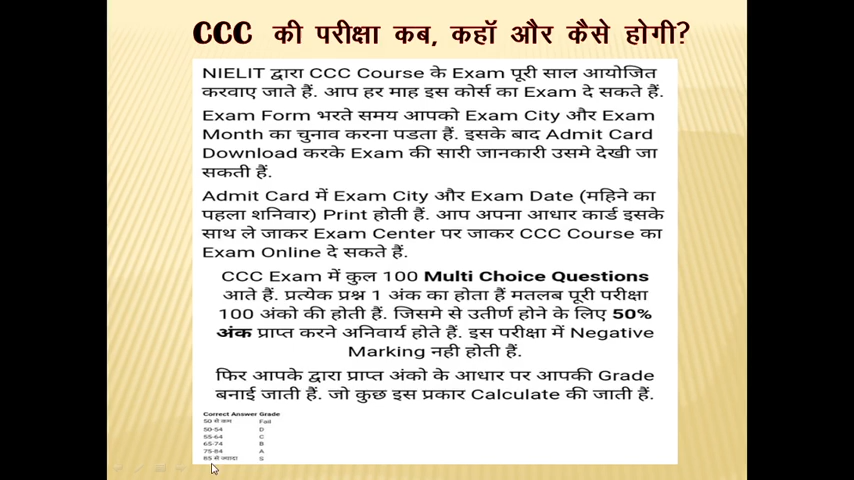 CCC की परीक्षा कब, कहॉ और कैसे होगी?
NIELIT द्वारा CCC Course के Exam पूरी साल आयोजित
करवाए जाते हैं. आप हर माह इस कोर्स का Exam दे सकते हैं.
Exam Form भरते समय आपको Exam City और Exam
Month का चुनाव करना पडता हैं. इसके बाद Admit Card
Download करके Exam की सारी जानकारी उसमे देखी जा
सकती हैं.
Admit Card में Exam City और Exam Date (महिने का
पहला शनिवार) Print होती हैं. आप अपना आधार कार्ड इसके
साथ ले जाकर Exam Center पर जाकर CCC Course का
Exam Online दे सकते हैं.
CCC Exam में कुल 100 Multi Choice Questions
आते हैं. प्रत्येक प्रश्न 1 अंक का होता हैं मतलब पूरी परीक्षा
100 अंको की होती हैं. जिसमे से उतीर्ण होने के लिए 50%
अंक प्राप्त करने अनिवार्य होते हैं. इस परीक्षा में Negative
Marking नही होती हैं.
फिर आपके द्वारा प्राप्त अंको के आधार पर आपकी Grade
बनाई जाती हैं. जो कुछ इस प्रकार Calculate की जाती हैं.
Correct Answer Grade
50 से कम Fail
50-54 D
55-64 C
65-74 B
75-84 A
85 से ज्यादा S